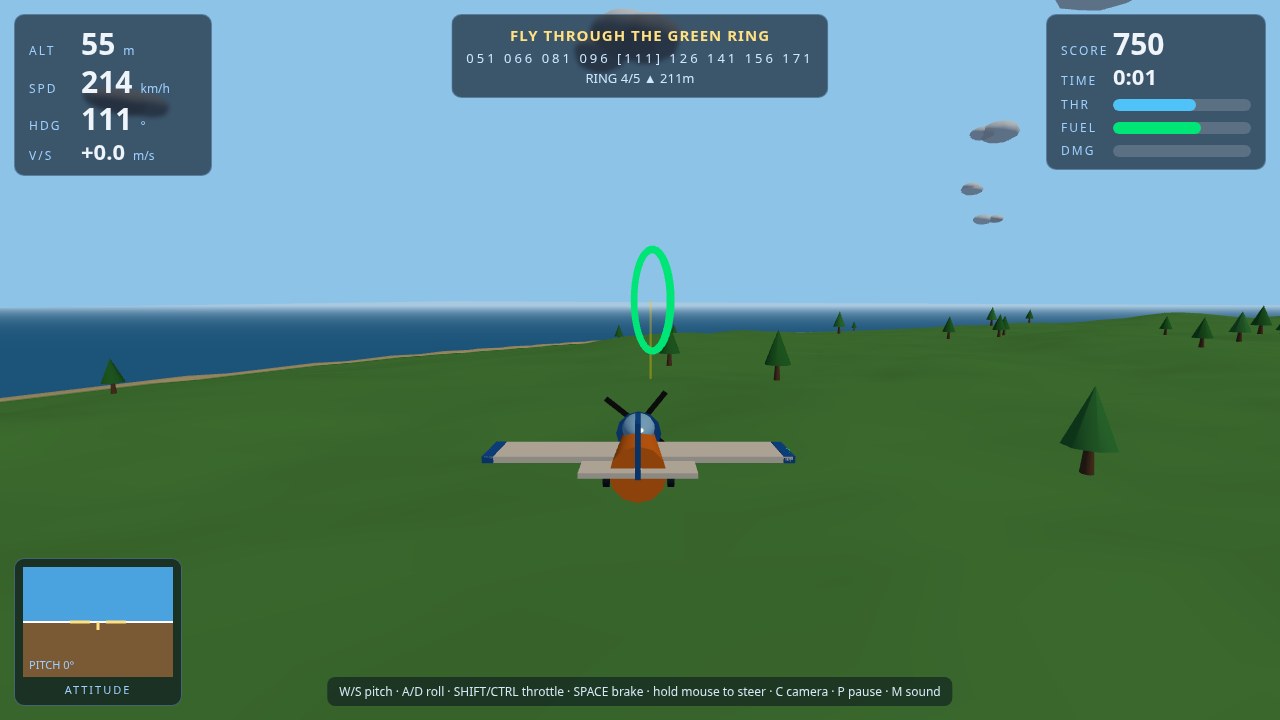 ALT 55 m
SPD 214 km/h
HDG 111 °
V/S +0.0 m/s
FLY THROUGH THE GREEN RING
051 066 081 096 [111] 126 141 156 171
RING 4/5 ▲ 211m
SCORE 750
TIME 0:01
THR
FUEL
DMG
PITCH 0°
ATTITUDE
W/S pitch · A/D roll · SHIFT/CTRL throttle · SPACE brake · hold mouse to steer · C camera · P pause · M sound